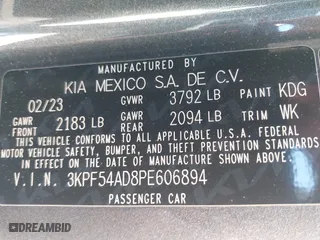 MANUFACTURED BY
KIA MEXICO S.A. DE C.V.
02/23 GVWR 3792 LB PAINT KDG
GAWR FRONT 2183 LB GAWR REAR 2094 LB TRIM WK
THIS VEHICLE CONFORMS TO ALL APPLICABLE U.S.A. FEDERAL
MOTOR VEHICLE SAFETY, BUMPER, AND THEFT PREVENTION STANDARDS
IN EFFECT ON THE DATE OF MANUFACTURE SHOWN ABOVE.
V.I.N. 3KPF54AD8PE606894
PASSENGER CAR